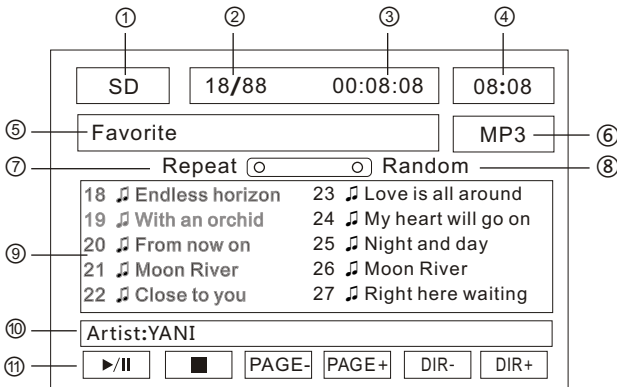 ① ② ③ ④
SD 18/88 00:08:08 08:08
⑤ Favorite MP3 ⑥
⑦ Repeat Random ⑧
18 ♫ Endless horizon 23 ♫ Love is all around
19 ♫ With an orchid 24 ♫ My heart will go on
⑨ 20 ♫ From now on 25 ♫ Night and day
21 ♫ Moon River 26 ♫ Moon River
22 ♫ Close to you 27 ♫ Right here waiting
⑩ Artist:YANI
⑪ ▶/II ■ PAGE- PAGE+ DIR- DIR+